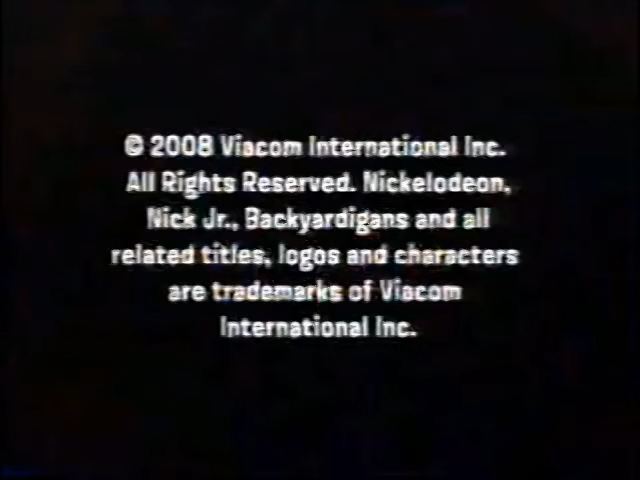 © 2008 Viacom International Inc.
All Rights Reserved. Nickelodeon,
Nick Jr., Backyardigans and all
related titles, logos and characters
are trademarks of Viacom
International Inc.